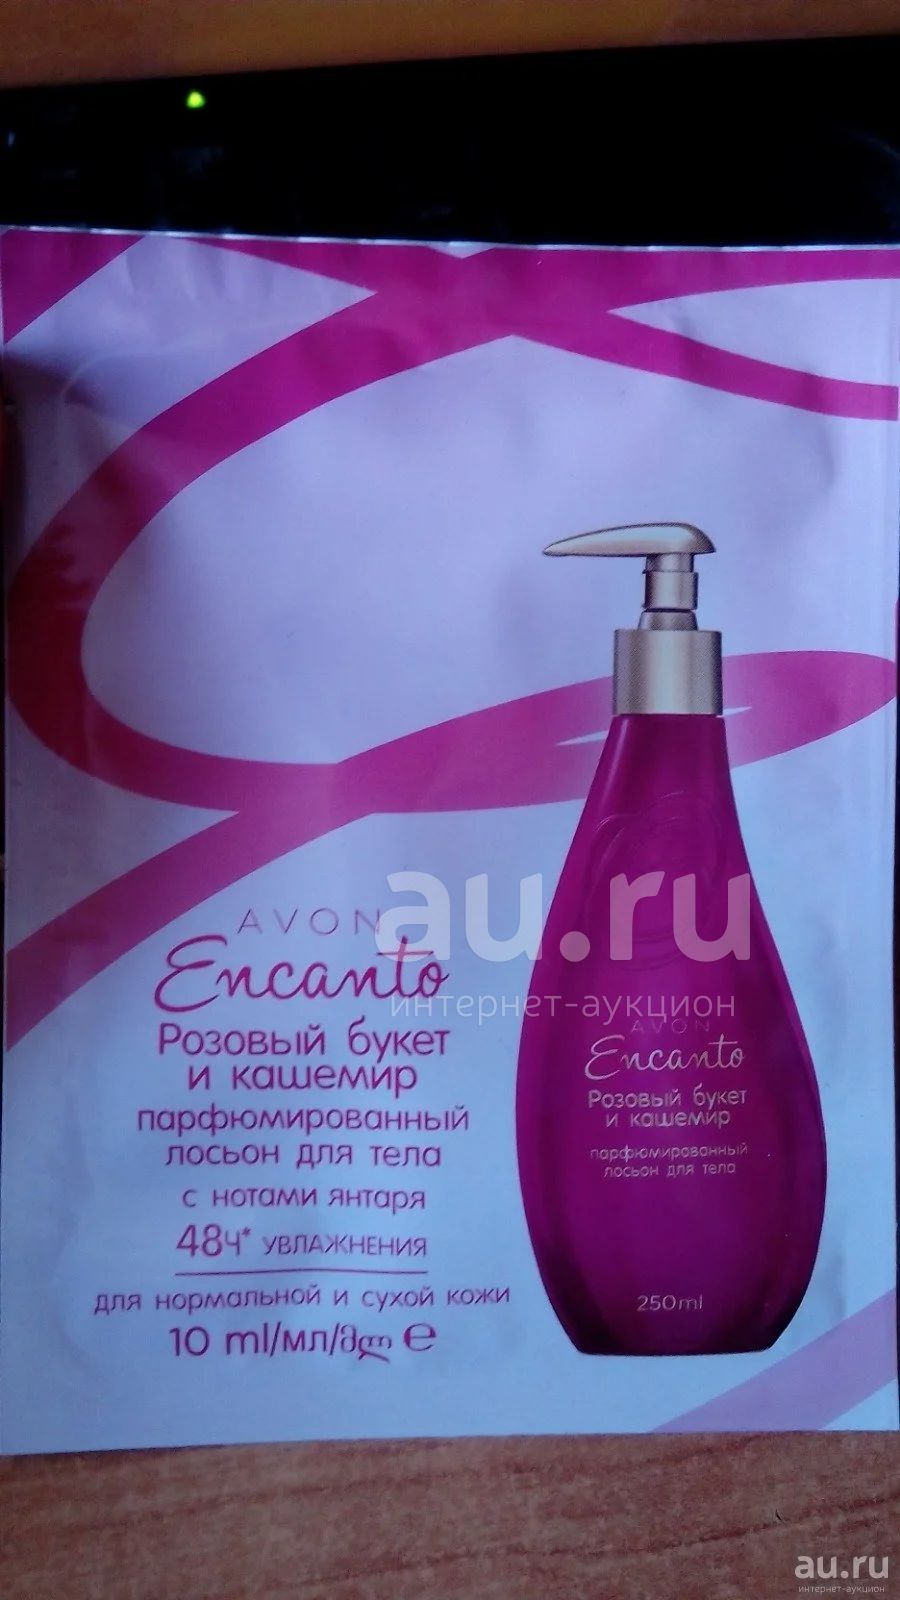 AVON
Encanto
Розовый букет
и кашемир
парфюмированный
лосьон для тела
с нотами янтаря
48ч* увлажнения
для нормальной и сухой кожи
10 ml/мл/მლ ℮
AVON
Encanto
Розовый букет
и кашемир
парфюмированный
лосьон для тела
250ml
au.ru
интернет-аукцион
au.ru
интернет-аукцион